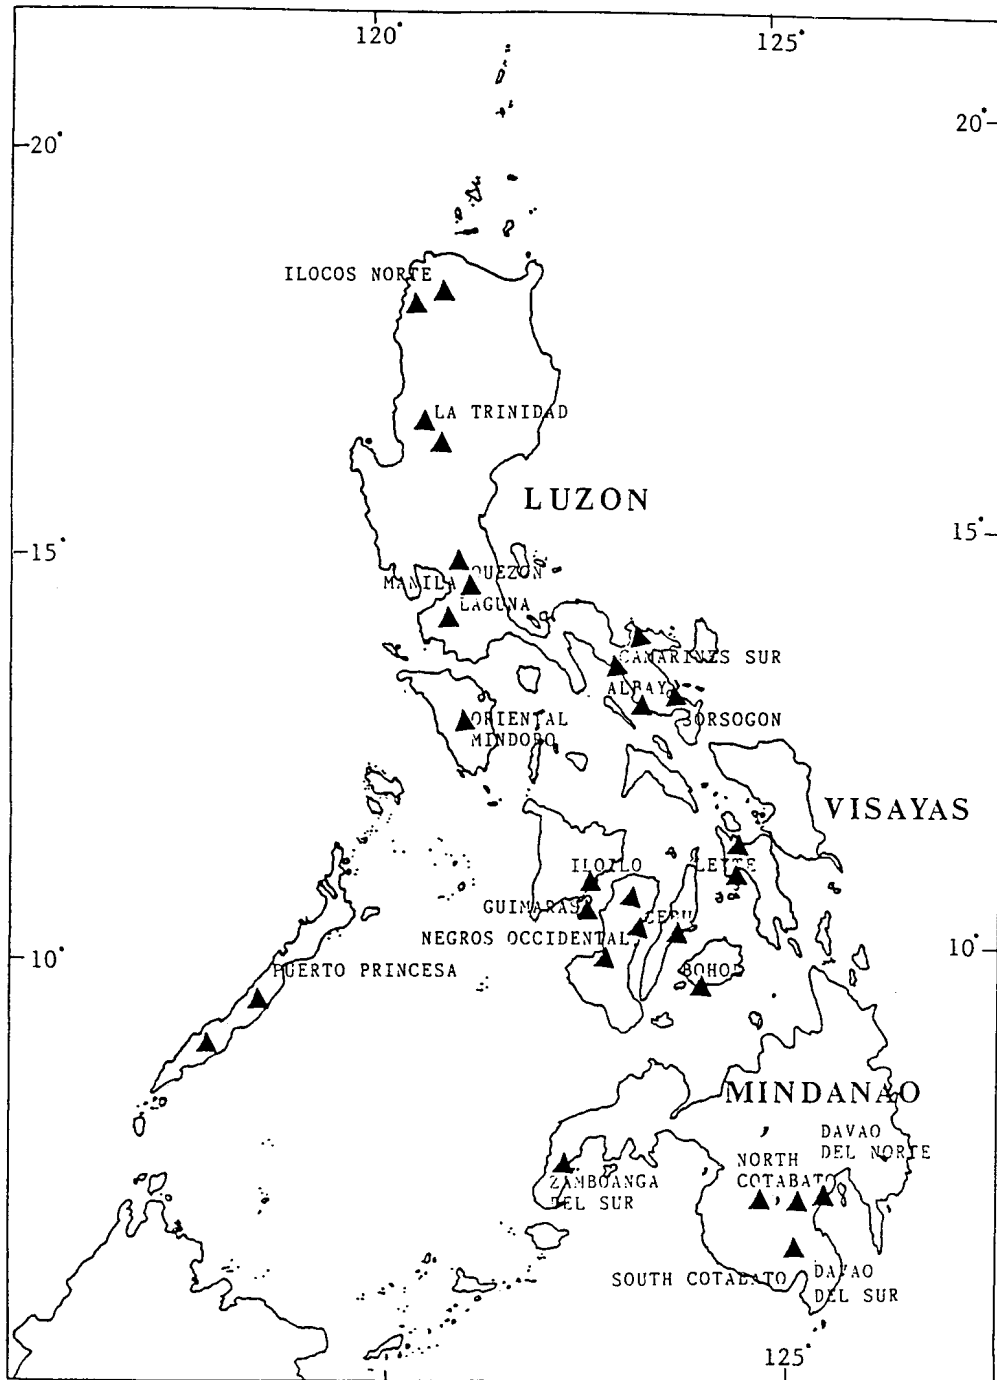 120°
125°
20°
20°
ILOCOS NORTE
LA TRINIDAD
LUZON
15°
15°
MANILA
QUEZON
LAGUNA
CAMARINES SUR
ALBAY
SORSOGON
ORIENTAL
MINDORO
VISAYAS
ILOILO
LEYTE
GUIMARAS
CEBU
NEGROS OCCIDENTAL
10°
10°
PUERTO PRINCESA
BOHOL
MINDANAO
DAVAO
DEL NORTE
NORTH
COTABATO
ZAMBOANGA
DEL SUR
SOUTH COTABATO
DAVAO
DEL SUR
125°